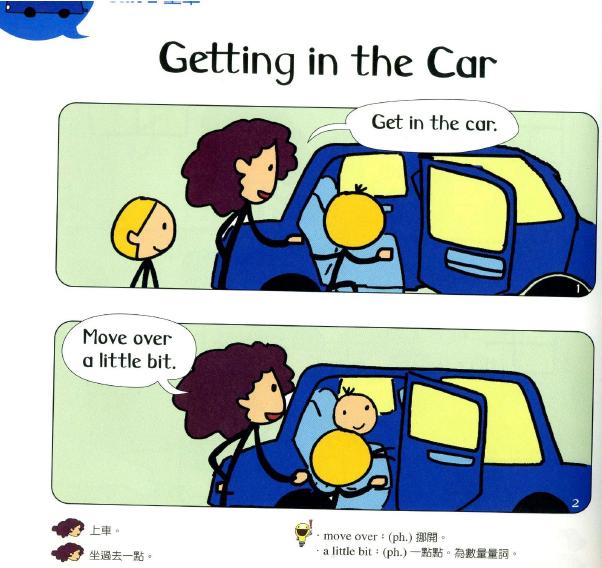 Getting in the Car
Get in the car.
1
Move over
a little bit.
2
上車。
坐過去一點。
· move over：(ph.) 挪開。
· a little bit：(ph.) 一點點。為數量量詞。